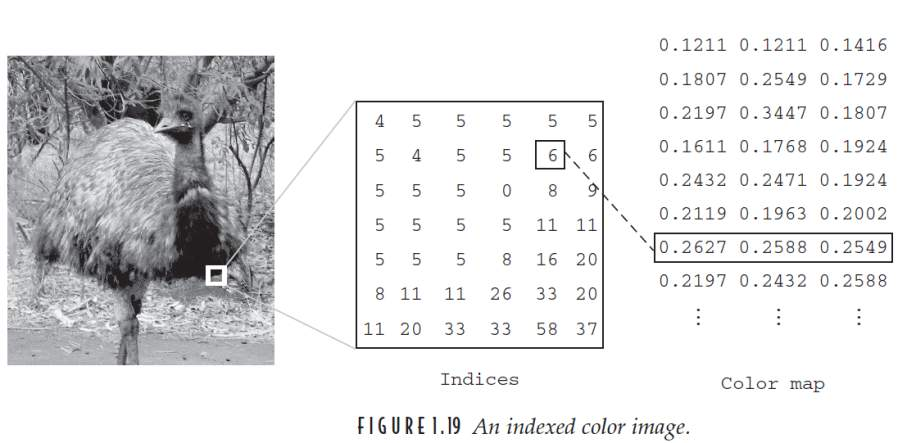 4 5 5 5 5 5
5 4 5 5 6 6
5 5 5 0 8 9
5 5 5 5 11 11
5 5 5 8 16 20
8 11 11 26 33 20
11 20 33 33 58 37
Indices
0.1211 0.1211 0.1416
0.1807 0.2549 0.1729
0.2197 0.3447 0.1807
0.1611 0.1768 0.1924
0.2432 0.2471 0.1924
0.2119 0.1963 0.2002
0.2627 0.2588 0.2549
0.2197 0.2432 0.2588
⋮ ⋮ ⋮
Color map
FIGURE 1.19 An indexed color image.